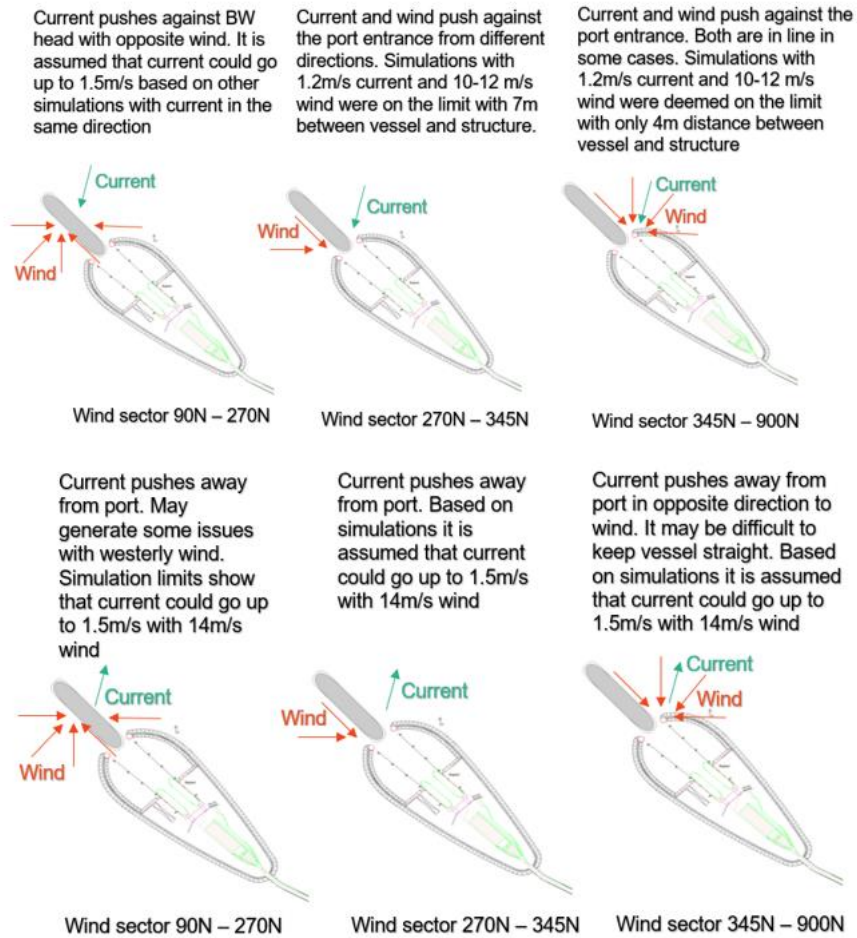 Current pushes against BW
head with opposite wind. It is
assumed that current could go
up to 1.5m/s based on other
simulations with current in the
same direction
Current and wind push against
the port entrance from different
directions. Simulations with
1.2m/s current and 10-12 m/s
wind were on the limit with 7m
between vessel and structure.
Current and wind push against the
port entrance. Both are in line in
some cases. Simulations with
1.2m/s current and 10-12 m/s
wind were deemed on the limit
with only 4m distance between
vessel and structure
Current
Wind
Current
Wind
Current
Wind
Wind sector 90N – 270N
Wind sector 270N – 345N
Wind sector 345N – 900N
Current pushes away
from port. May
generate some issues
with westerly wind.
Simulation limits show
that current could go up
to 1.5m/s with 14m/s
wind
Current pushes away
from port. Based on
simulations it is
assumed that current
could go up to 1.5m/s
with 14m/s wind
Current pushes away from
port in opposite direction to
wind. It may be difficult to
keep vessel straight. Based
on simulations it is assumed
that current could go up to
1.5m/s with 14m/s wind
Current
Wind
Current
Wind
Current
Wind
Wind sector 90N – 270N
Wind sector 270N – 345N
Wind sector 345N – 900N